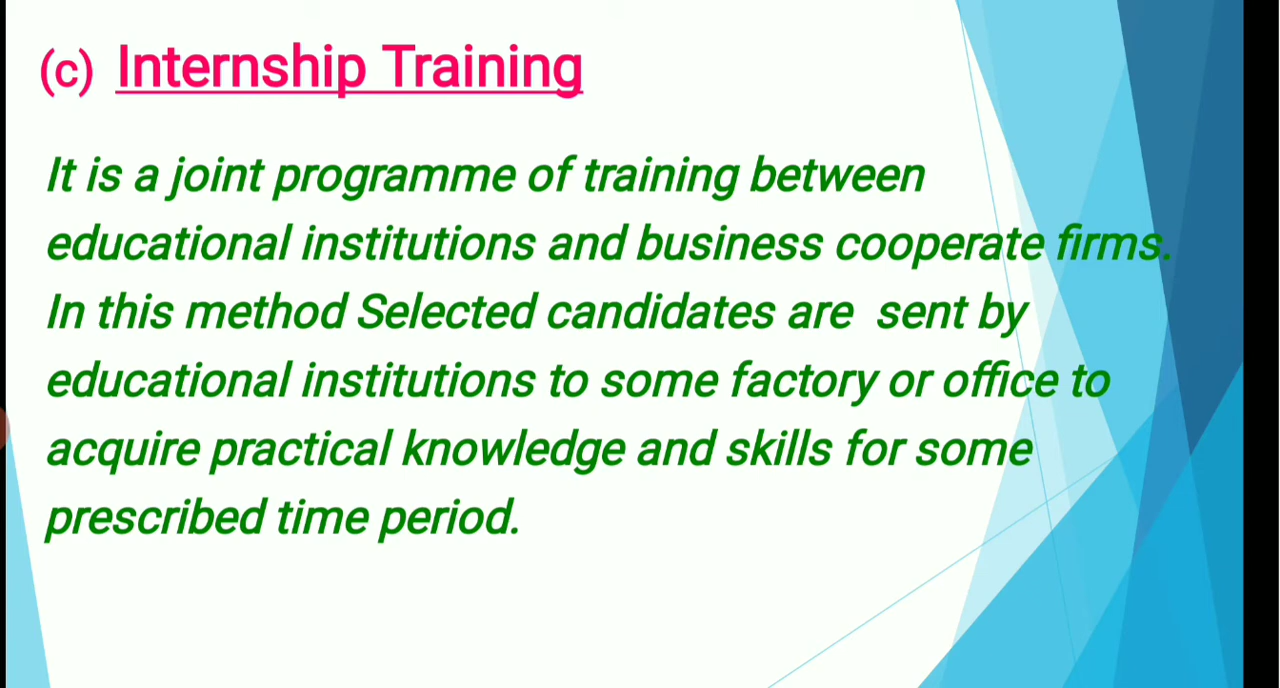 (c) Internship Training
It is a joint programme of training between
educational institutions and business cooperate firms.
In this method Selected candidates are  sent by
educational institutions to some factory or office to
acquire practical knowledge and skills for some
prescribed time period.